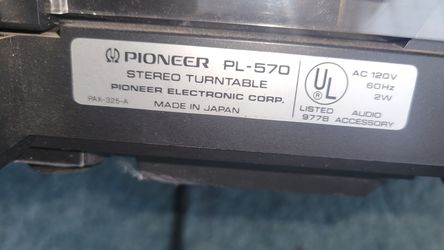 PIONEER PL-570
STEREO TURNTABLE
PIONEER ELECTRONIC CORP.
PAX-325-A
MADE IN JAPAN
UL
LISTED
977B
AC 120V
60Hz
2W
AUDIO
ACCESSORY